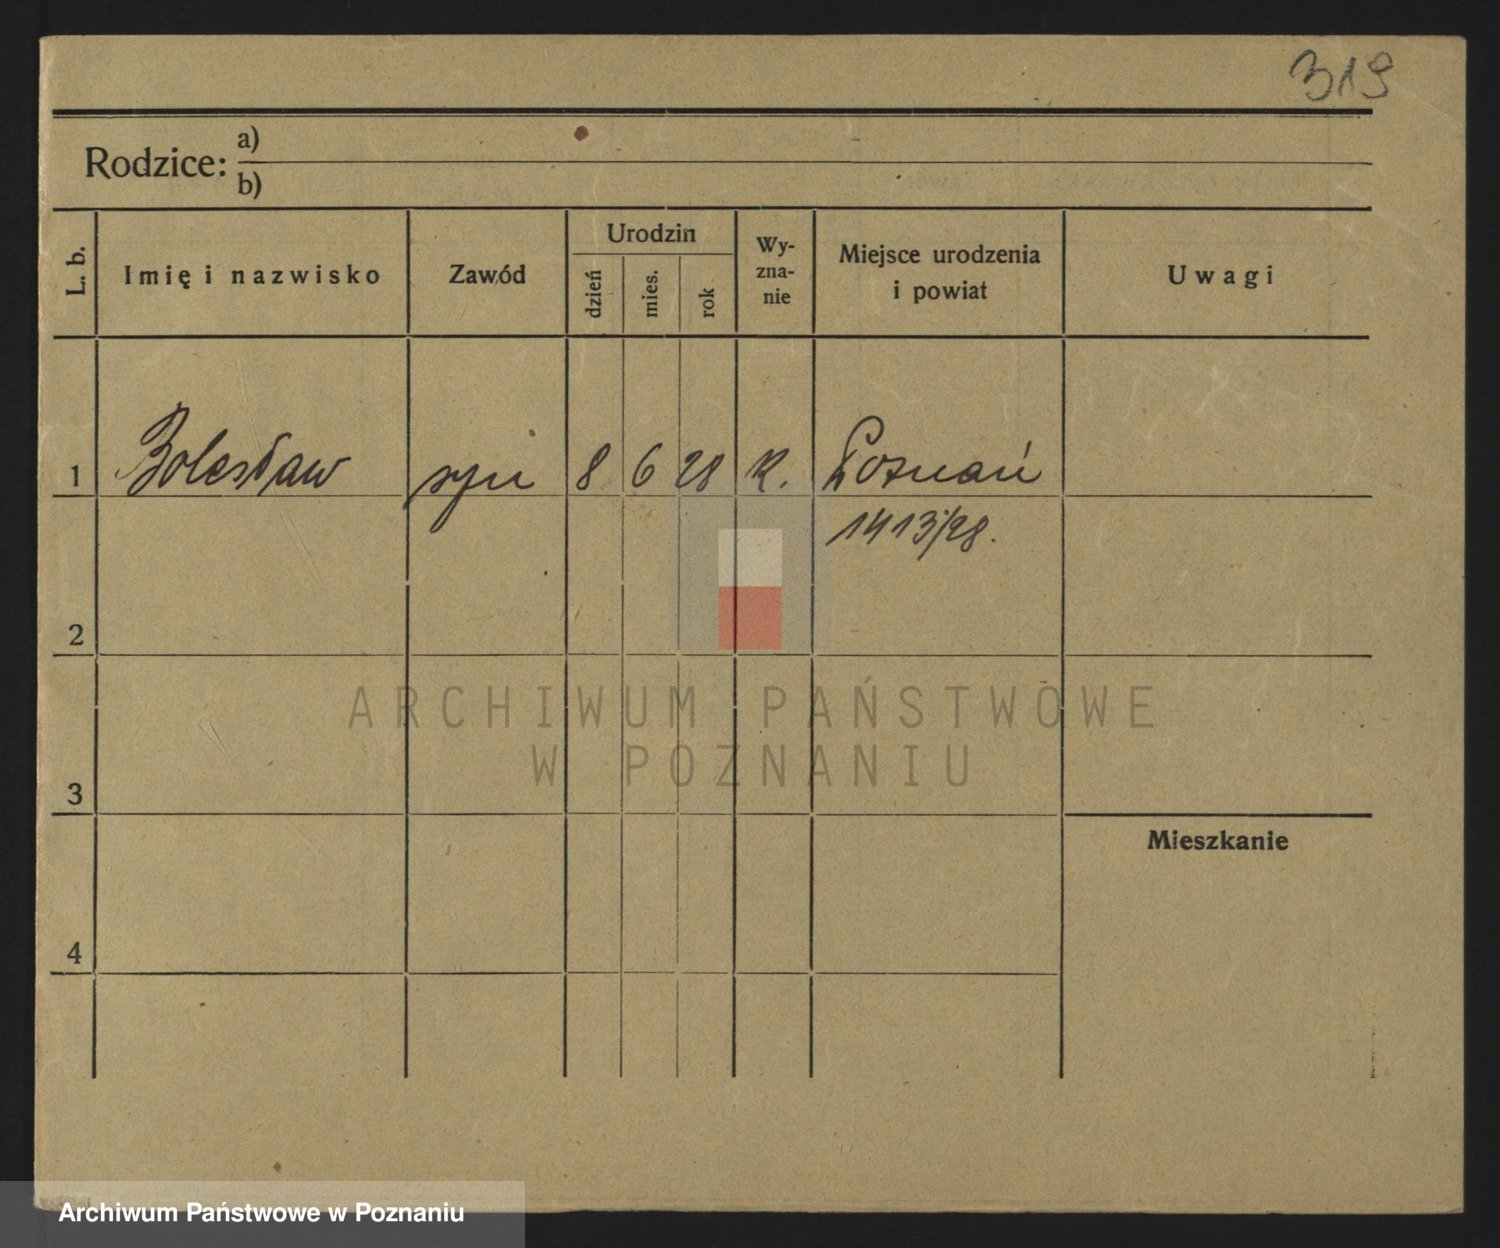 319
Rodzice: a)
b)
L. b.
Imię i nazwisko
Zawód
Urodzin
dzień
mies.
rok
Wy-
zna-
nie
Miejsce urodzenia
i powiat
Uwagi
1 Bolesław syn 8 6 28 K. Poznań
1413/28.
2
ARCHIWUM PAŃSTWOWE
W POZNANIU
3
Mieszkanie
4
Archiwum Państwowe w Poznaniu